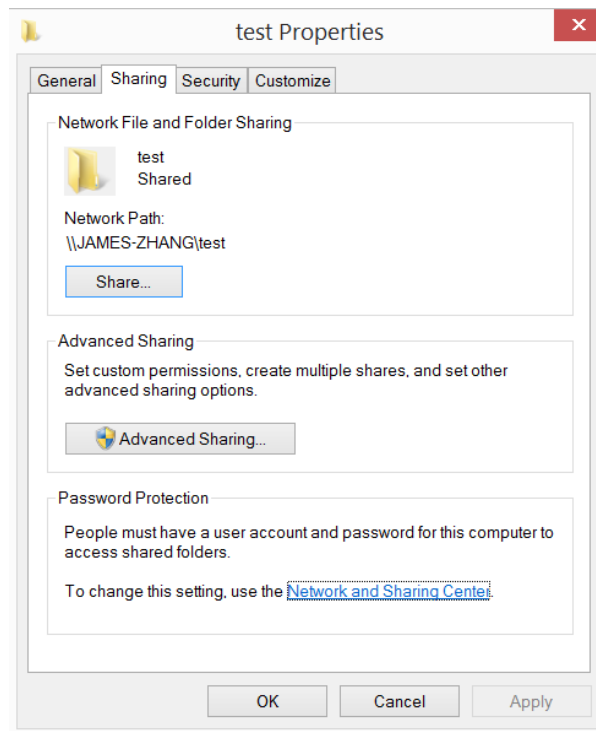 test Properties
General Sharing Security Customize
Network File and Folder Sharing
test
Shared
Network Path:
\\JAMES-ZHANG\test
Share...
Advanced Sharing
Set custom permissions, create multiple shares, and set other
advanced sharing options.
Advanced Sharing...
Password Protection
People must have a user account and password for this computer to
access shared folders.
To change this setting, use the Network and Sharing Center.
OK Cancel Apply